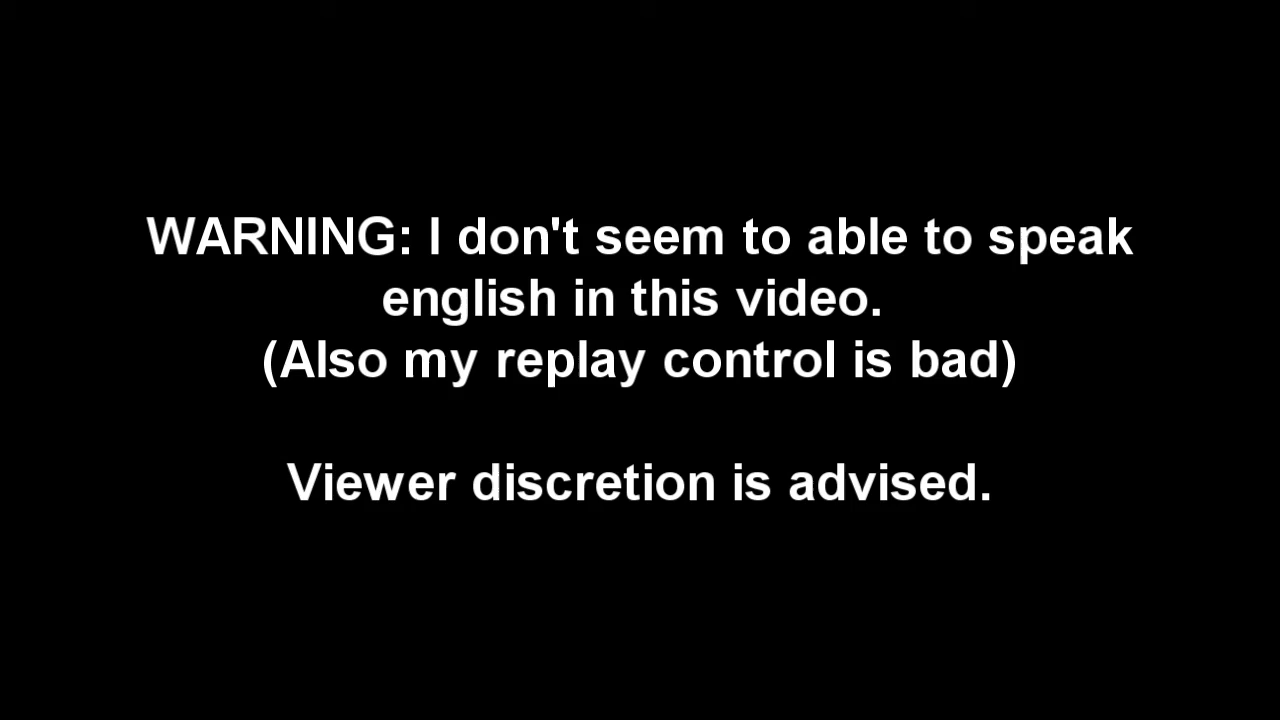 WARNING: I don't seem to able to speak
english in this video.
(Also my replay control is bad)
Viewer discretion is advised.